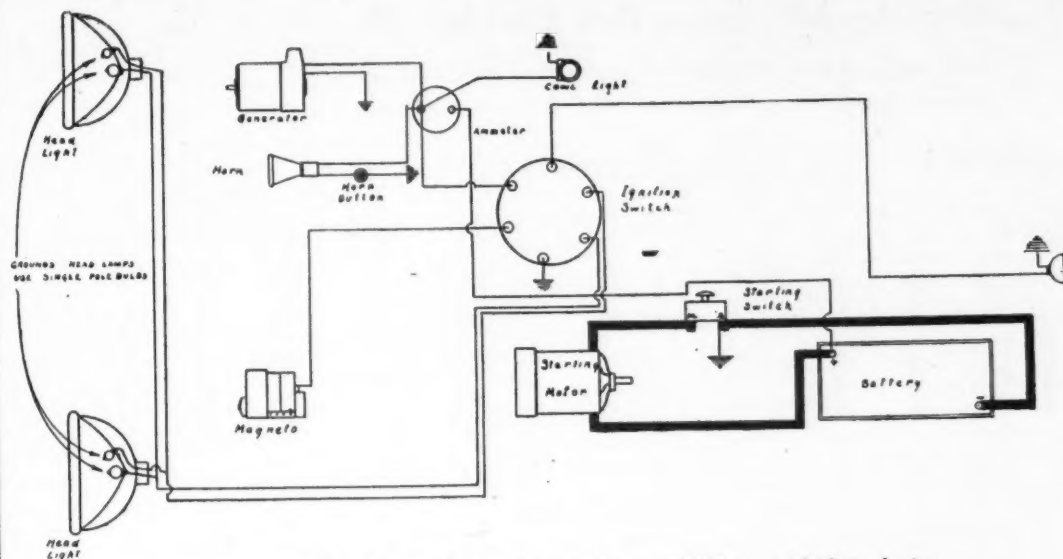 Head
Light
Generator
Cowl Light
Ammeter
Horn
Horn
Button
Ignition
Switch
GROUNDS HEAD LAMPS
USE SINGLE POLE BULBS
Starting
Switch
Starting
Motor
Battery
+
-
Magneto
Head
Light